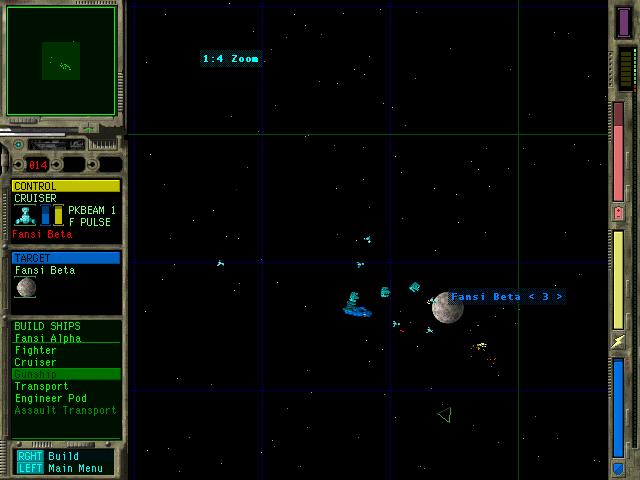 1:4 Zoom
014
CONTROL
CRUISER
PKBEAM 1
F PULSE
Fansi Beta
TARGET
Fansi Beta
Fansi Beta < 3 >
BUILD SHIPS
Fansi Alpha
Fighter
Cruiser
Gunship
Transport
Engineer Pod
Assault Transport
RGHT Build
LEFT Main Menu